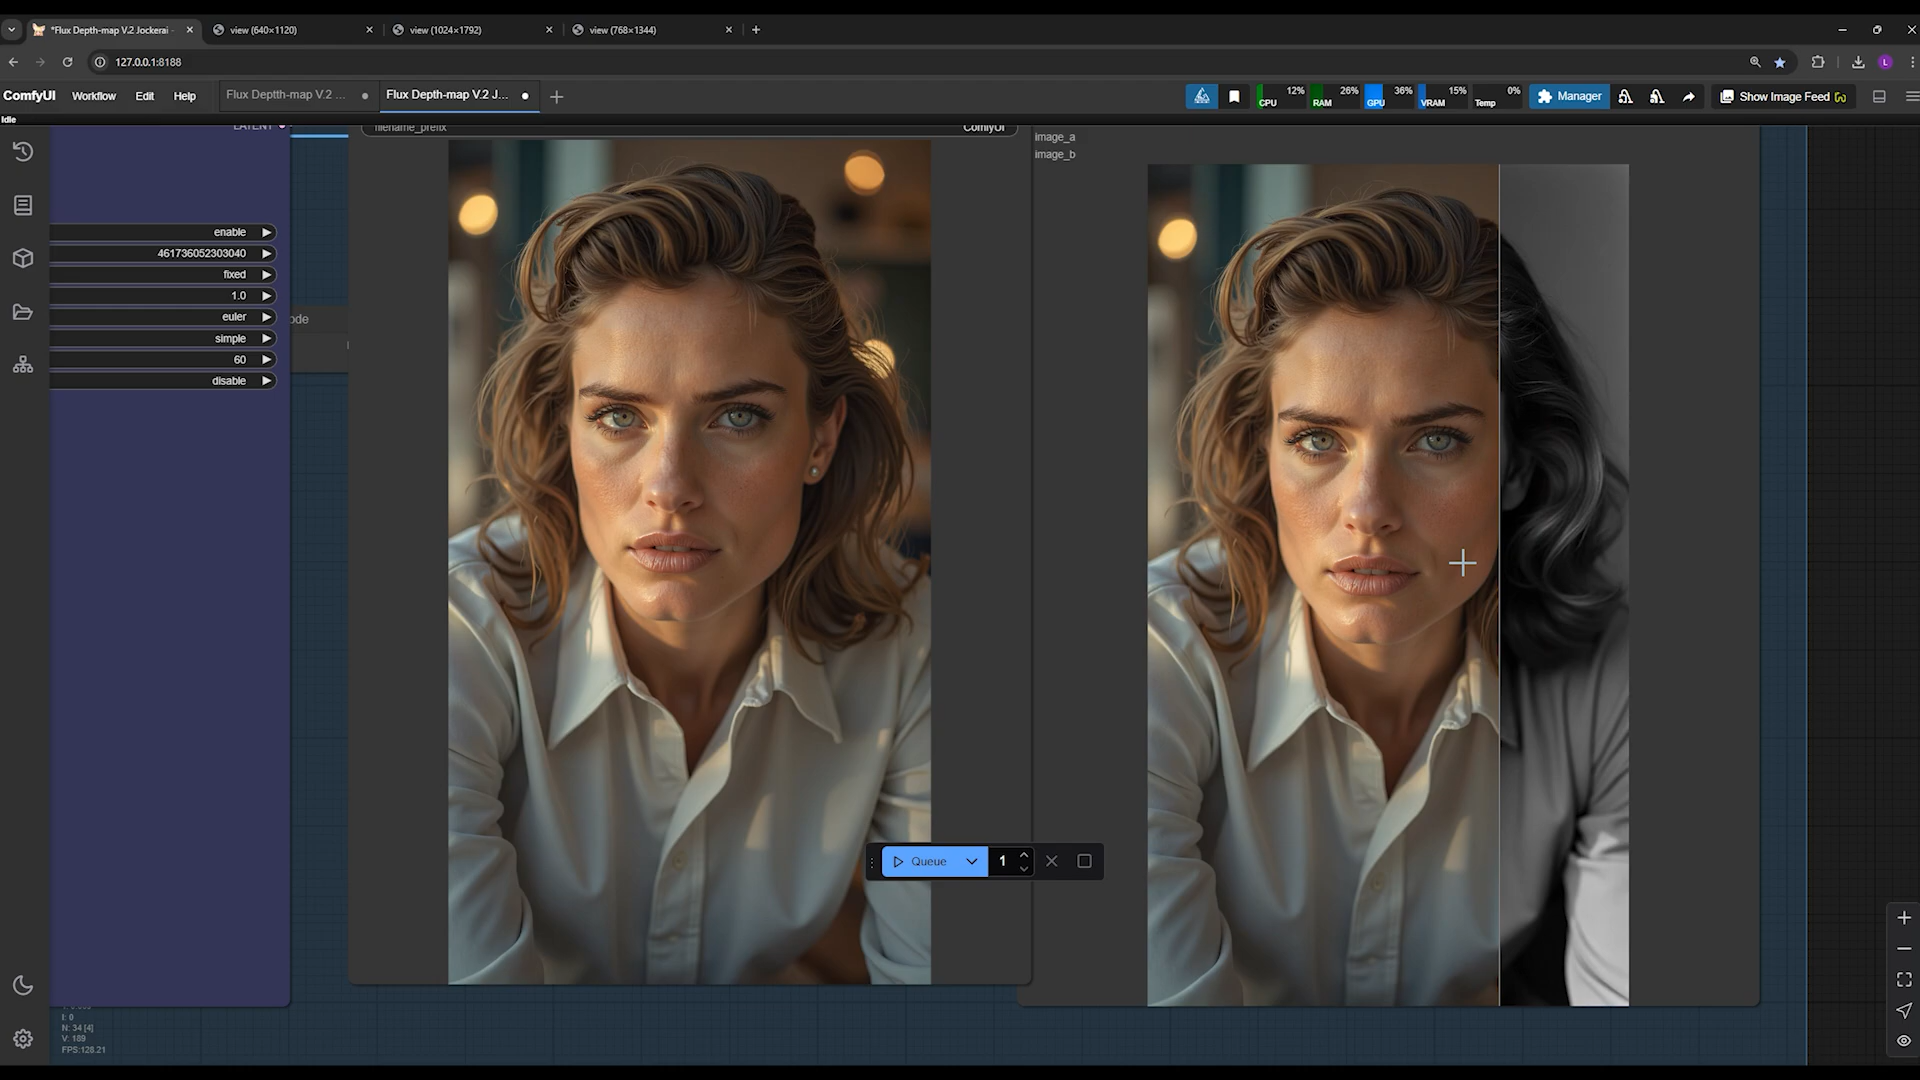 *Flux Depth-map V.2 Jockerai
view (640×1120)
view (1024×1792)
view (768×1344)
127.0.0.1:8188
ComfyUI
Workflow
Edit
Help
Flux Deptth-map V.2 ...
Flux Depth-map V.2 J...
CPU 12%
RAM 26%
GPU 36%
VRAM 15%
Temp 0%
Manager
Show Image Feed
L
Idle
LATENT
filename_prefix
ComfyUI
image_a
image_b
enable
461736052303040
fixed
1.0
euler
ode
simple
60
disable
Queue
1
I: 0
N: 34 [4]
V: 189
FPS:128.21